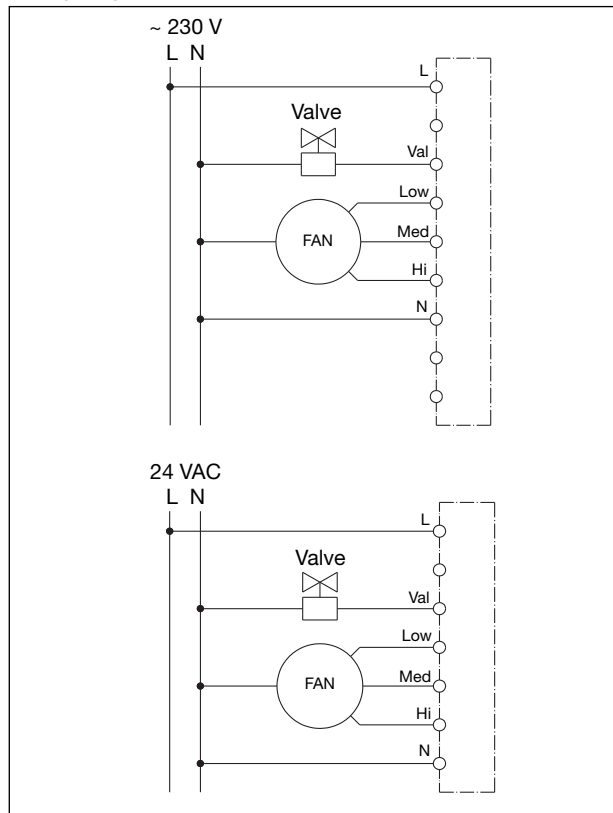 ~ 230 V
L N
L
Valve
Val
Low
FAN
Med
Hi
N
24 VAC
L N
L
Valve
Val
Low
FAN
Med
Hi
N